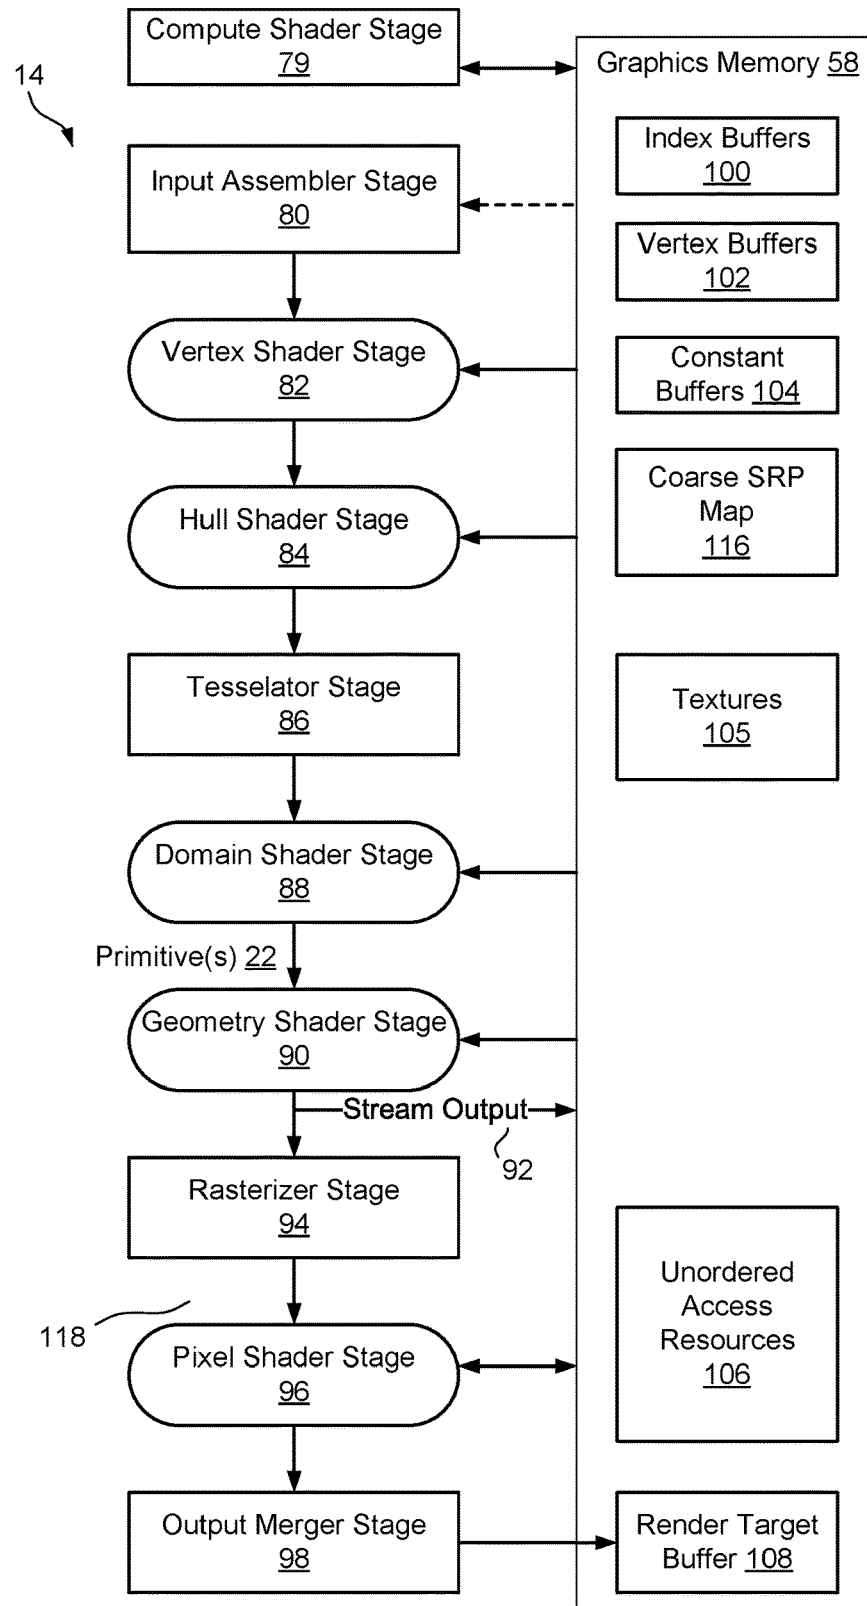 Compute Shader Stage
79
14
Graphics Memory 58
Index Buffers
100
Input Assembler Stage
80
Vertex Buffers
102
Vertex Shader Stage
82
Constant
Buffers 104
Coarse SRP
Map
116
Hull Shader Stage
84
Tesselator Stage
86
Textures
105
Domain Shader Stage
88
Primitive(s) 22
Geometry Shader Stage
90
Stream Output
92
Rasterizer Stage
94
Unordered
Access
Resources
106
118
Pixel Shader Stage
96
Output Merger Stage
98
Render Target
Buffer 108